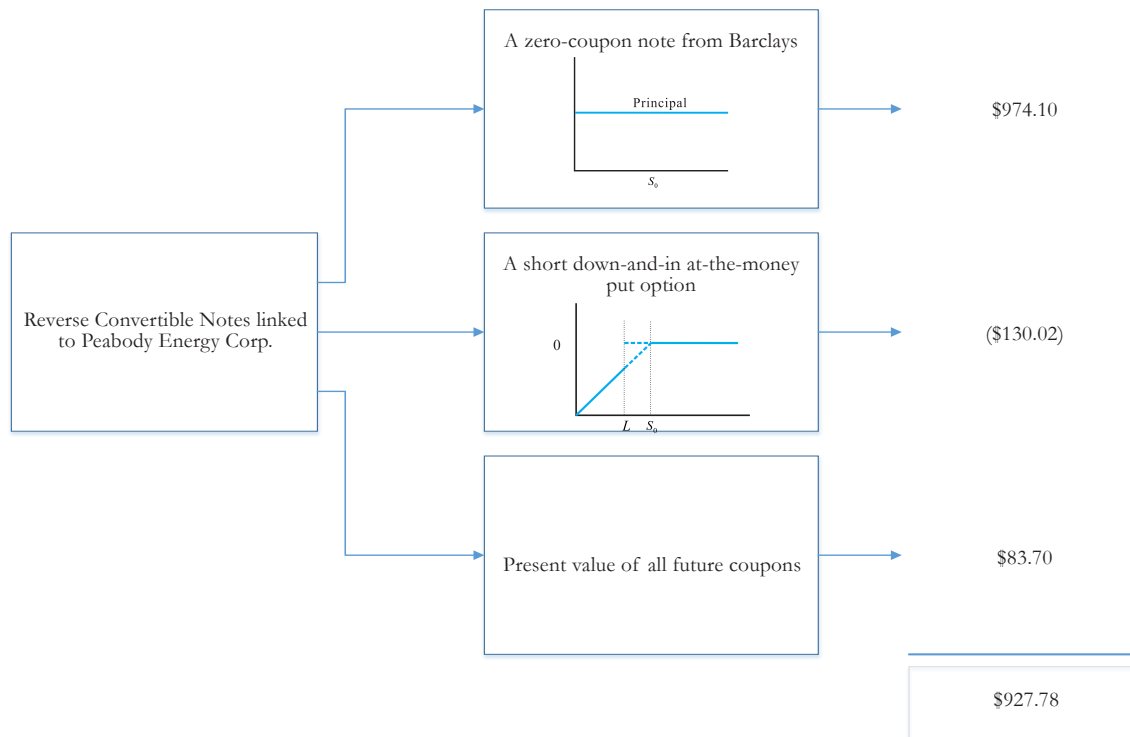 A zero-coupon note from Barclays
Principal
S₀
$974.10
Reverse Convertible Notes linked
to Peabody Energy Corp.
A short down-and-in at-the-money
put option
0
L S₀
($130.02)
Present value of all future coupons
$83.70
$927.78